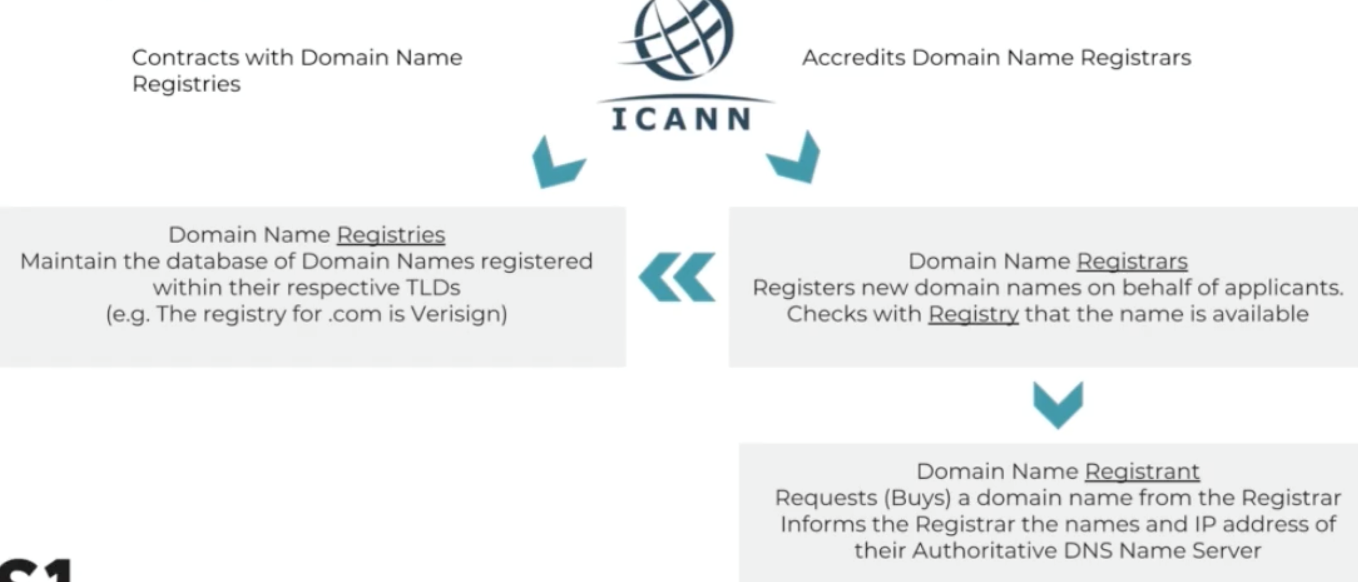 Contracts with Domain Name
Registries
ICANN
Accredits Domain Name Registrars
Domain Name Registries
Maintain the database of Domain Names registered
within their respective TLDs
(e.g. The registry for .com is Verisign)
Domain Name Registrars
Registers new domain names on behalf of applicants.
Checks with Registry that the name is available
Domain Name Registrant
Requests (Buys) a domain name from the Registrar
Informs the Registrar the names and IP address of
their Authoritative DNS Name Server